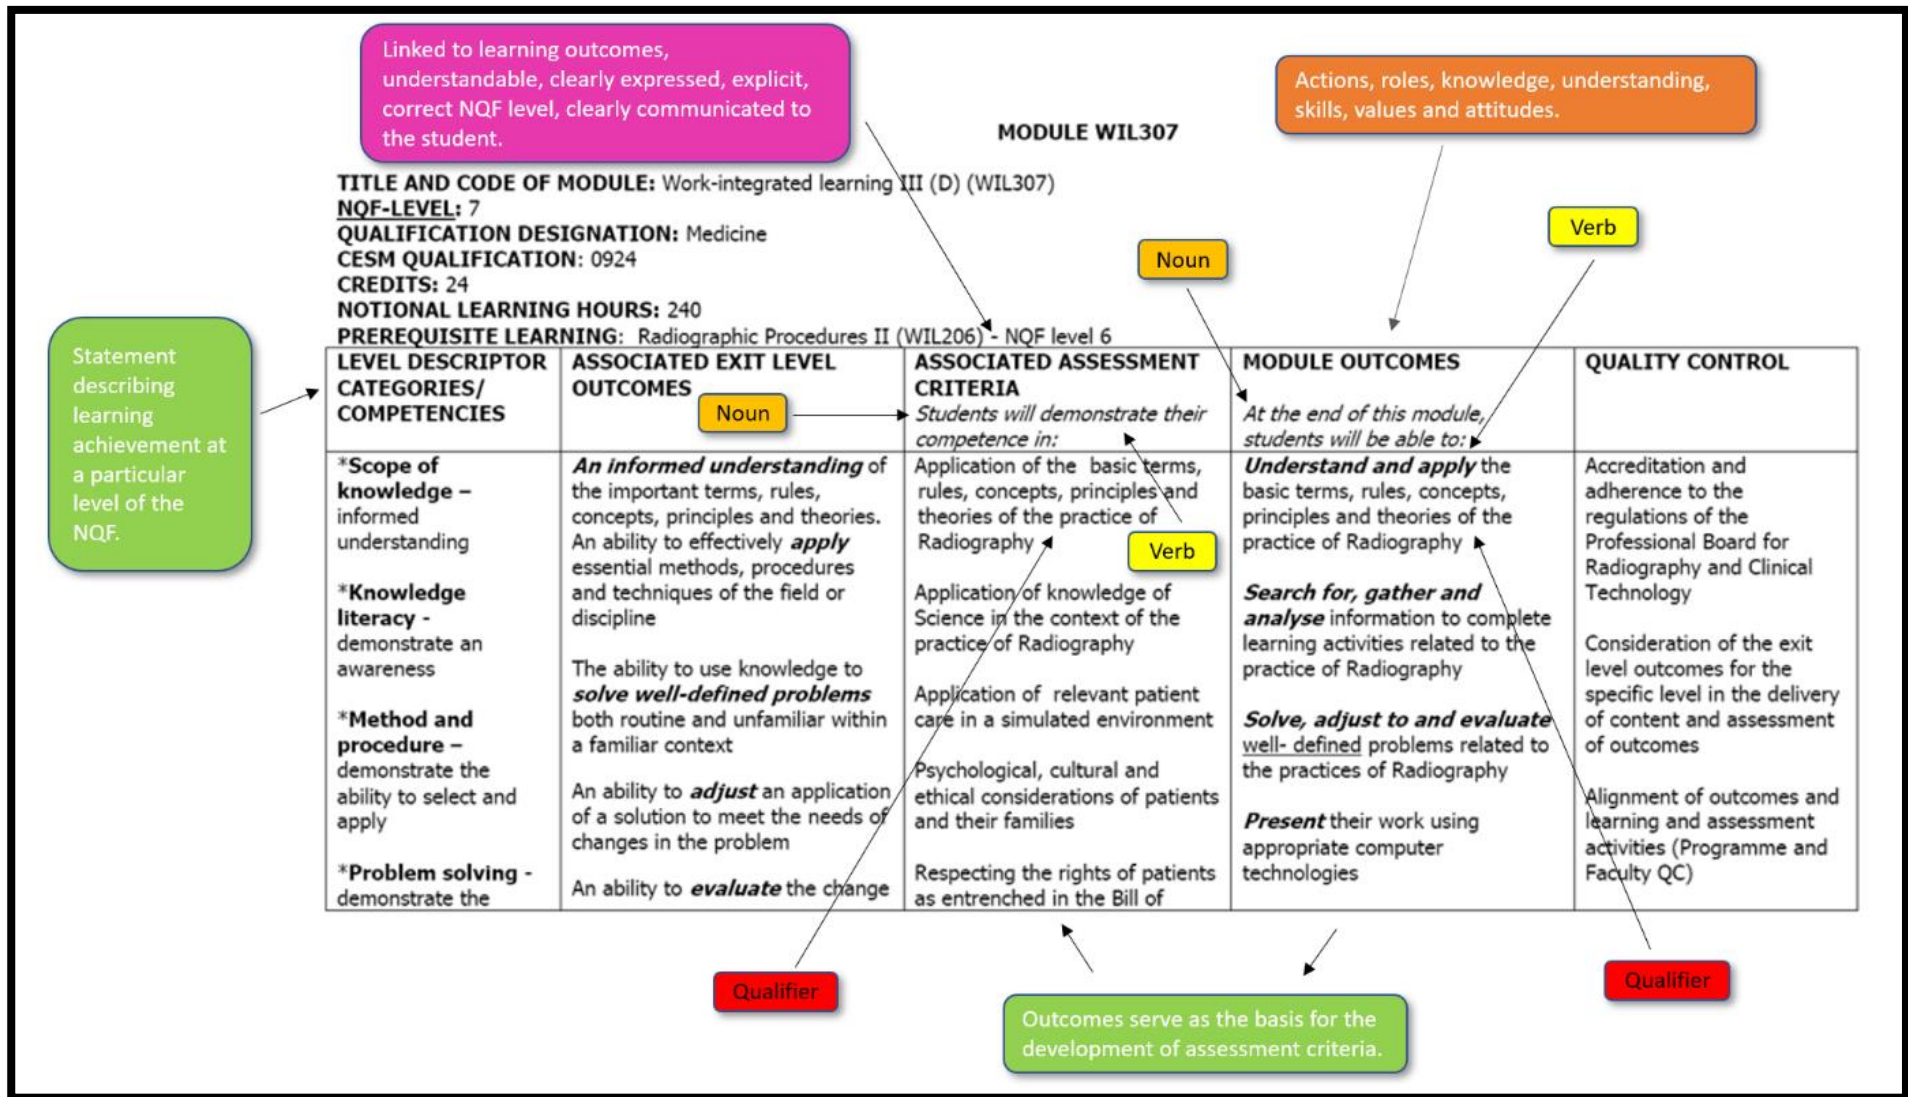 Linked to learning outcomes,
understandable, clearly expressed, explicit,
correct NQF level, clearly communicated to
the student.
Actions, roles, knowledge, understanding,
skills, values and attitudes.
MODULE WIL307
TITLE AND CODE OF MODULE: Work-integrated learning III (D) (WIL307)
NQF-LEVEL: 7
QUALIFICATION DESIGNATION: Medicine
CESM QUALIFICATION: 0924
CREDITS: 24
NOTIONAL LEARNING HOURS: 240
PREREQUISITE LEARNING: Radiographic Procedures II (WIL206) - NQF level 6
Noun
Verb
Statement
describing
learning
achievement at
a particular
level of the
NQF.
LEVEL DESCRIPTOR
CATEGORIES/
COMPETENCIES
ASSOCIATED EXIT LEVEL
OUTCOMES
Noun
ASSOCIATED ASSESSMENT
CRITERIA
Students will demonstrate their
competence in:
MODULE OUTCOMES
At the end of this module,
students will be able to:
QUALITY CONTROL
*Scope of
knowledge –
informed
understanding
*Knowledge
literacy -
demonstrate an
awareness
*Method and
procedure –
demonstrate the
ability to select and
apply
*Problem solving -
demonstrate the
An informed understanding of
the important terms, rules,
concepts, principles and theories.
An ability to effectively apply
essential methods, procedures
and techniques of the field or
discipline
The ability to use knowledge to
solve well-defined problems
both routine and unfamiliar within
a familiar context
An ability to adjust an application
of a solution to meet the needs of
changes in the problem
An ability to evaluate the change
Application of the basic terms,
rules, concepts, principles and
theories of the practice of
Radiography
Verb
Application of knowledge of
Science in the context of the
practice of Radiography
Application of relevant patient
care in a simulated environment
Psychological, cultural and
ethical considerations of patients
and their families
Respecting the rights of patients
as entrenched in the Bill of
Understand and apply the
basic terms, rules, concepts,
principles and theories of the
practice of Radiography
Search for, gather and
analyse information to complete
learning activities related to the
practice of Radiography
Solve, adjust to and evaluate
well- defined problems related to
the practices of Radiography
Present their work using
appropriate computer
technologies
Accreditation and
adherence to the
regulations of the
Professional Board for
Radiography and Clinical
Technology
Consideration of the exit
level outcomes for the
specific level in the delivery
of content and assessment
of outcomes
Alignment of outcomes and
learning and assessment
activities (Programme and
Faculty QC)
Qualifier
Qualifier
Outcomes serve as the basis for the
development of assessment criteria.